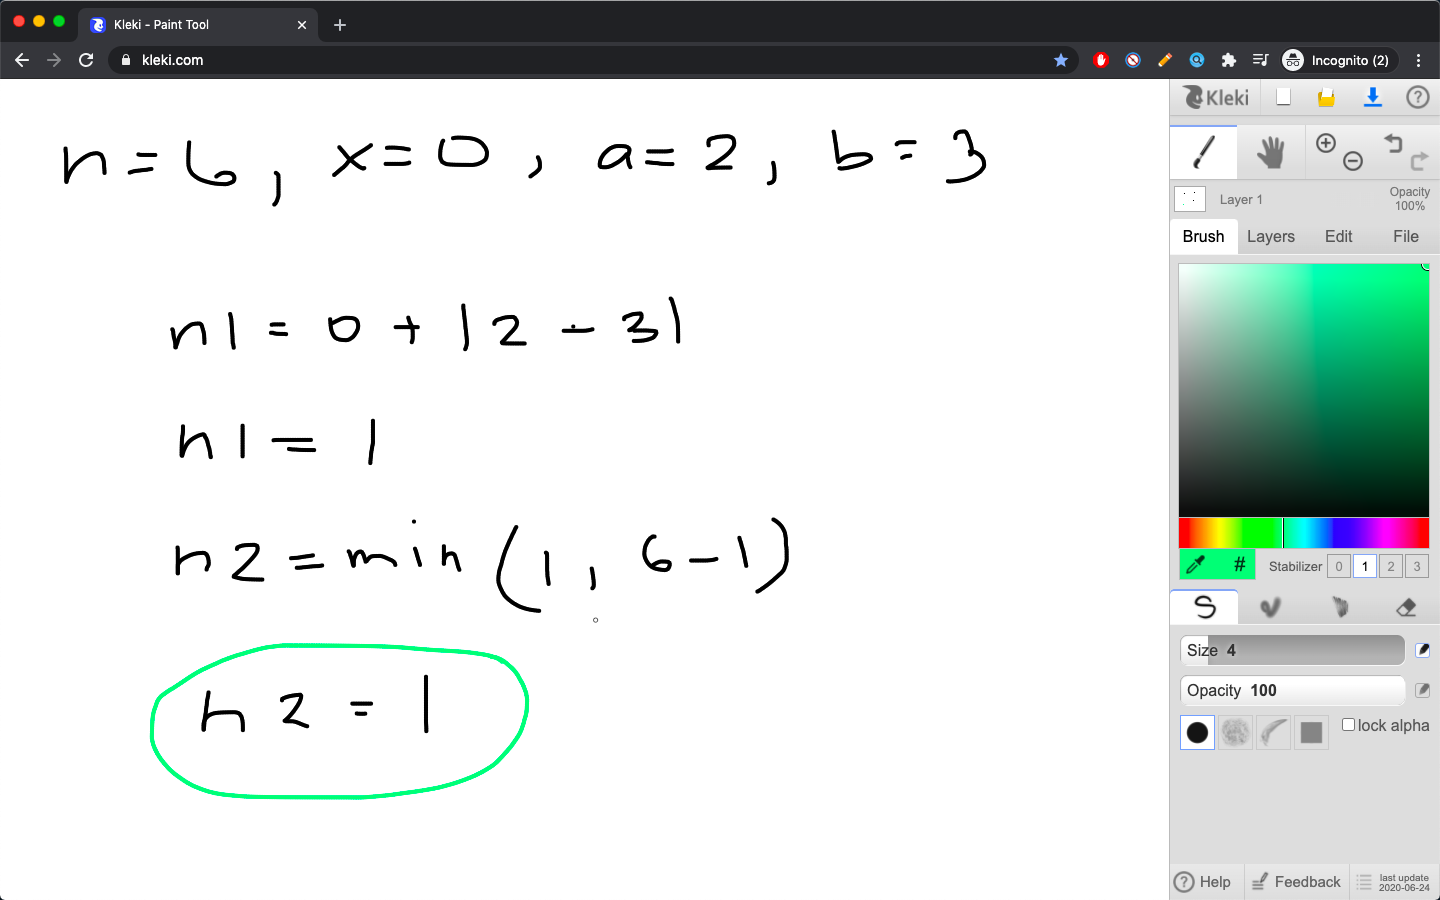 Kleki - Paint Tool
kleki.com
Incognito (2)
n=6, x=0, a=2, b=3
n1=0+|2-3|
n1=1
n2=min(1, 6-1)
n2=1
Kleki
Layer 1
Opacity
100%
Brush Layers Edit File
# Stabilizer 0 1 2 3
Size 4
Opacity 100
lock alpha
Help Feedback last update
2020-06-24